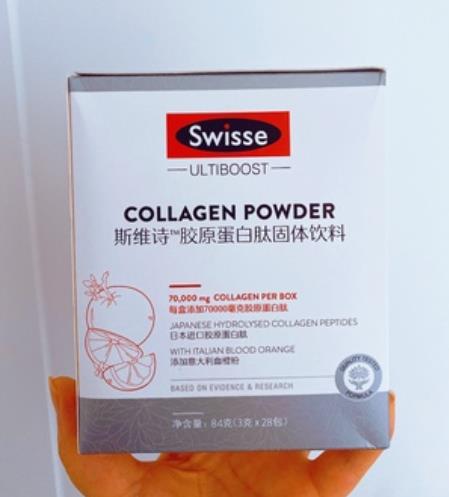 Swisse
ULTIBOOST
COLLAGEN POWDER
斯维诗™胶原蛋白肽固体饮料
70,000 mg COLLAGEN PER BOX
每盒添加70000毫克胶原蛋白肽
JAPANESE HYDROLYSED COLLAGEN PEPTIDES
日本进口胶原蛋白肽
WITH ITALIAN BLOOD ORANGE
添加意大利血橙粉
QUALITY TESTED
FORMULA
BASED ON EVIDENCE & RESEARCH
净含量：84克(3克x28包)